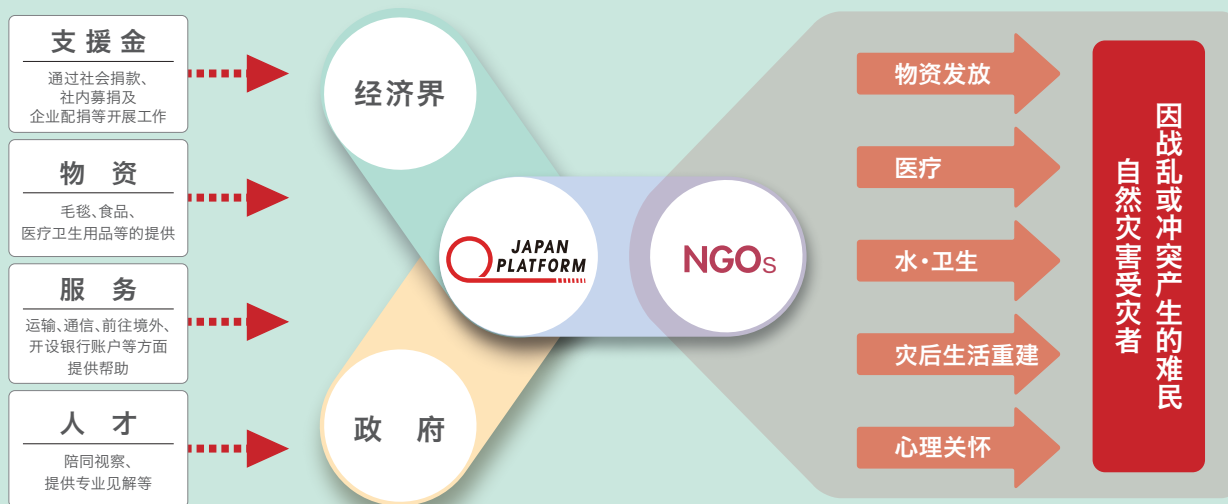 支援金
通过社会捐款、
社内募捐及
企业配捐等开展工作
物 资
毛毯、食品、
医疗卫生用品等的提供
服 务
运输、通信、前往境外、
开设银行账户等方面
提供帮助
人 才
陪同视察、
提供专业见解等
经济界
政 府
JAPAN
PLATFORM
NGOs
物资发放
医疗
水・卫生
灾后生活重建
心理关怀
因战乱或冲突产生的难民
自然灾害受灾者